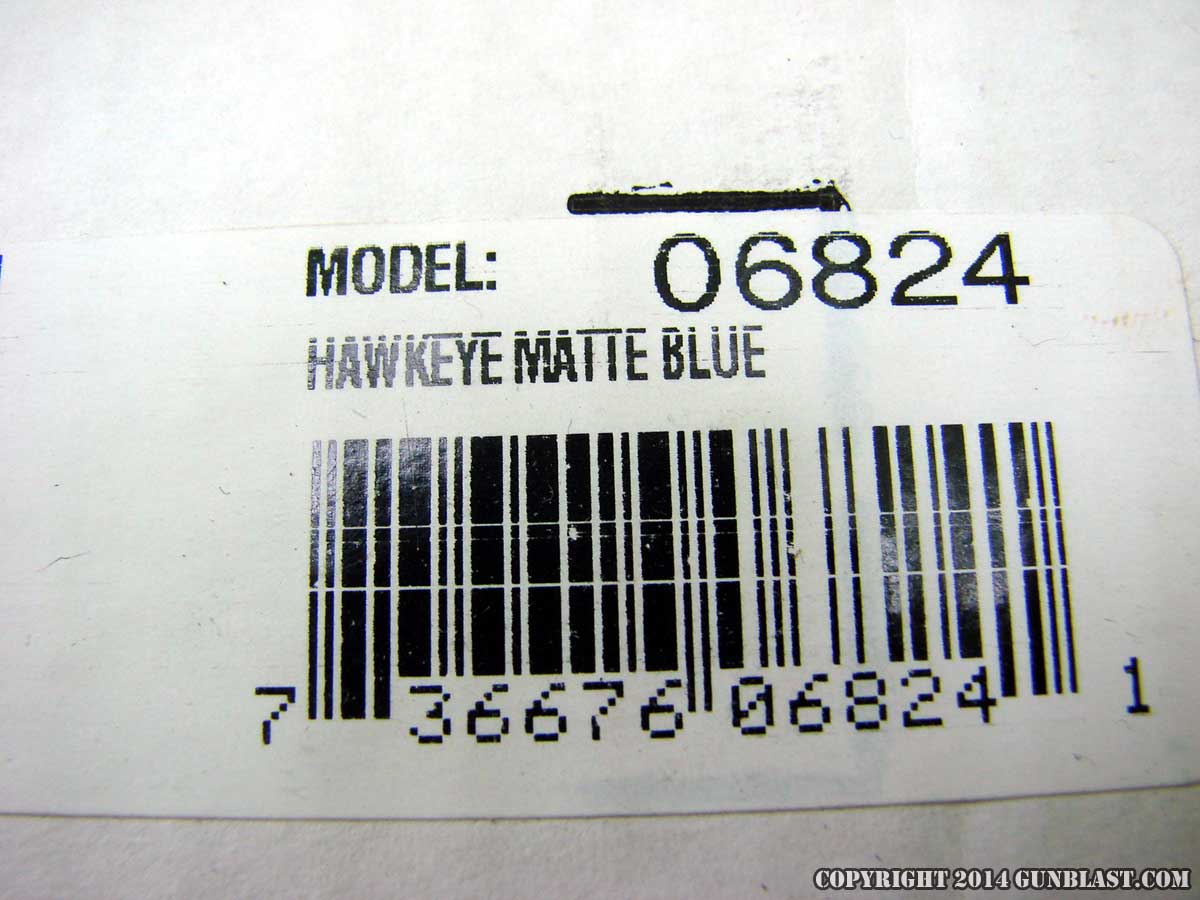 MODEL: 06824
HAWKEYE MATTE BLUE
7 36676 06824 1
COPYRIGHT 2014 GUNBLAST.COM